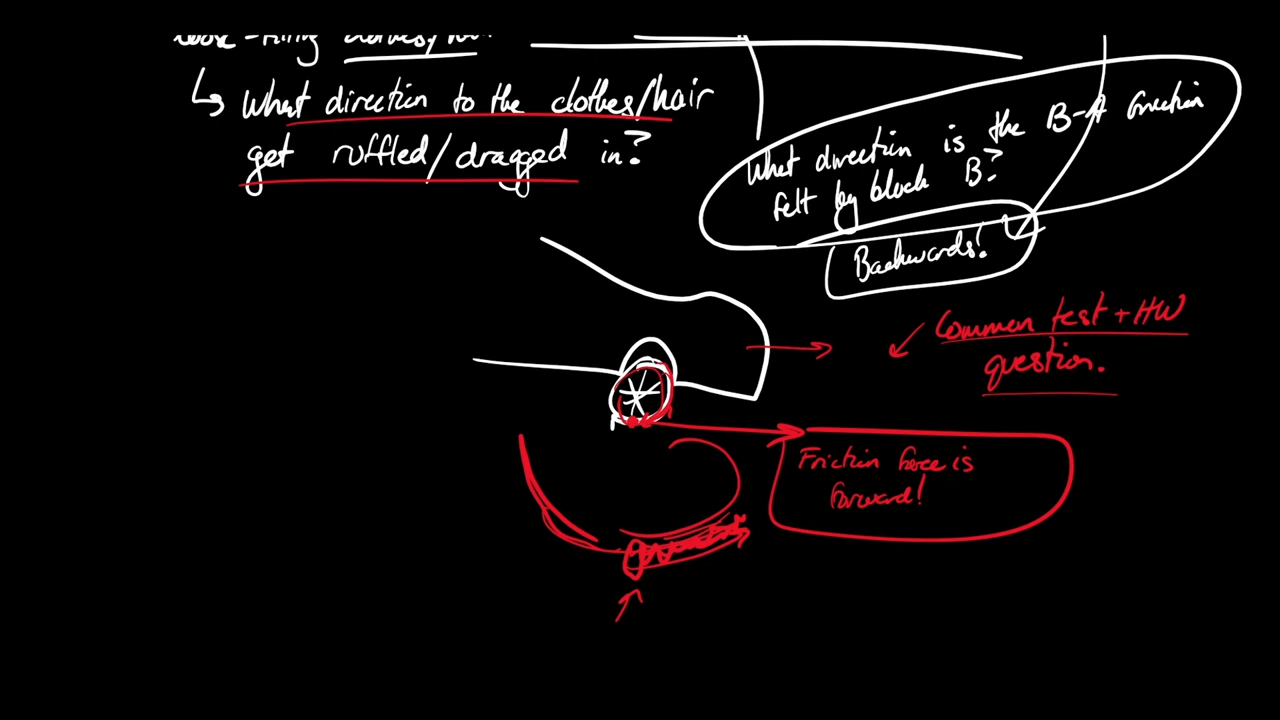 clothes/
↳ What direction to the clothes/hair
get ruffled/dragged in?
What direction is the B-A friction
felt by block B?
Backwards!
Common test + HW
question.
Friction force is
forward!